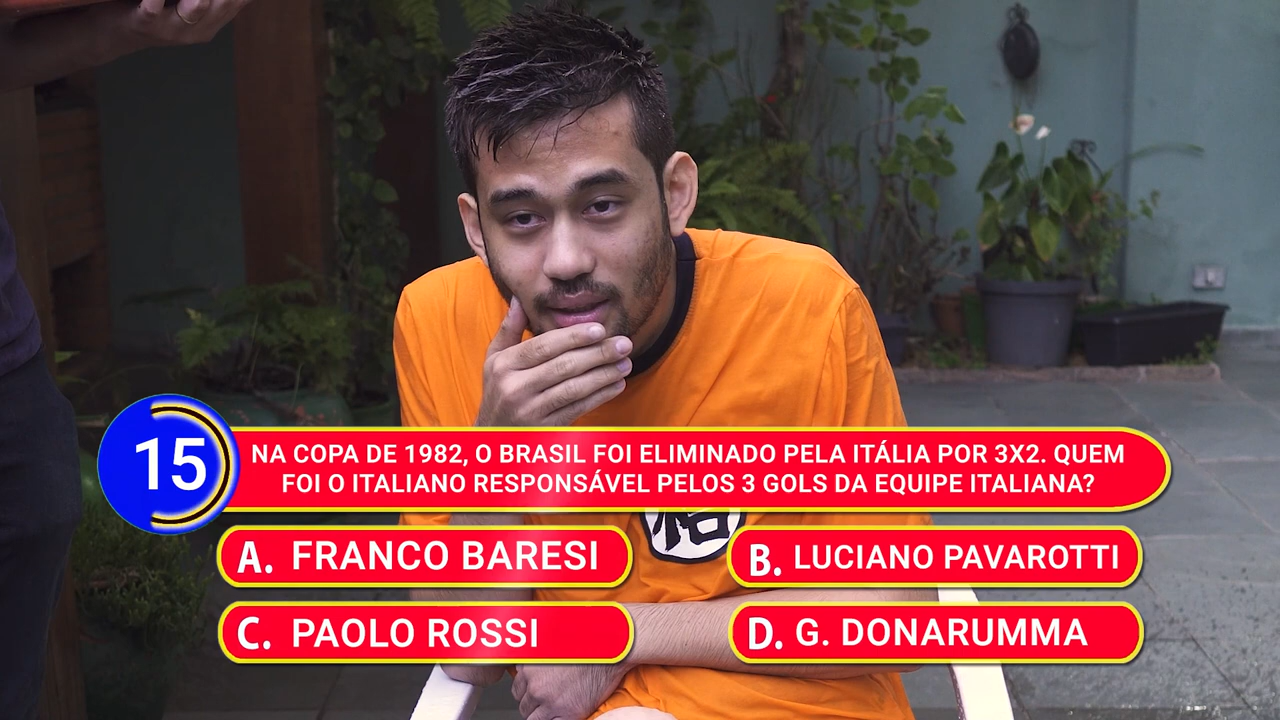 15
NA COPA DE 1982, O BRASIL FOI ELIMINADO PELA ITÁLIA POR 3X2. QUEM
FOI O ITALIANO RESPONSÁVEL PELOS 3 GOLS DA EQUIPE ITALIANA?
A. FRANCO BARESI
B. LUCIANO PAVAROTTI
C. PAOLO ROSSI
D. G. DONARUMMA